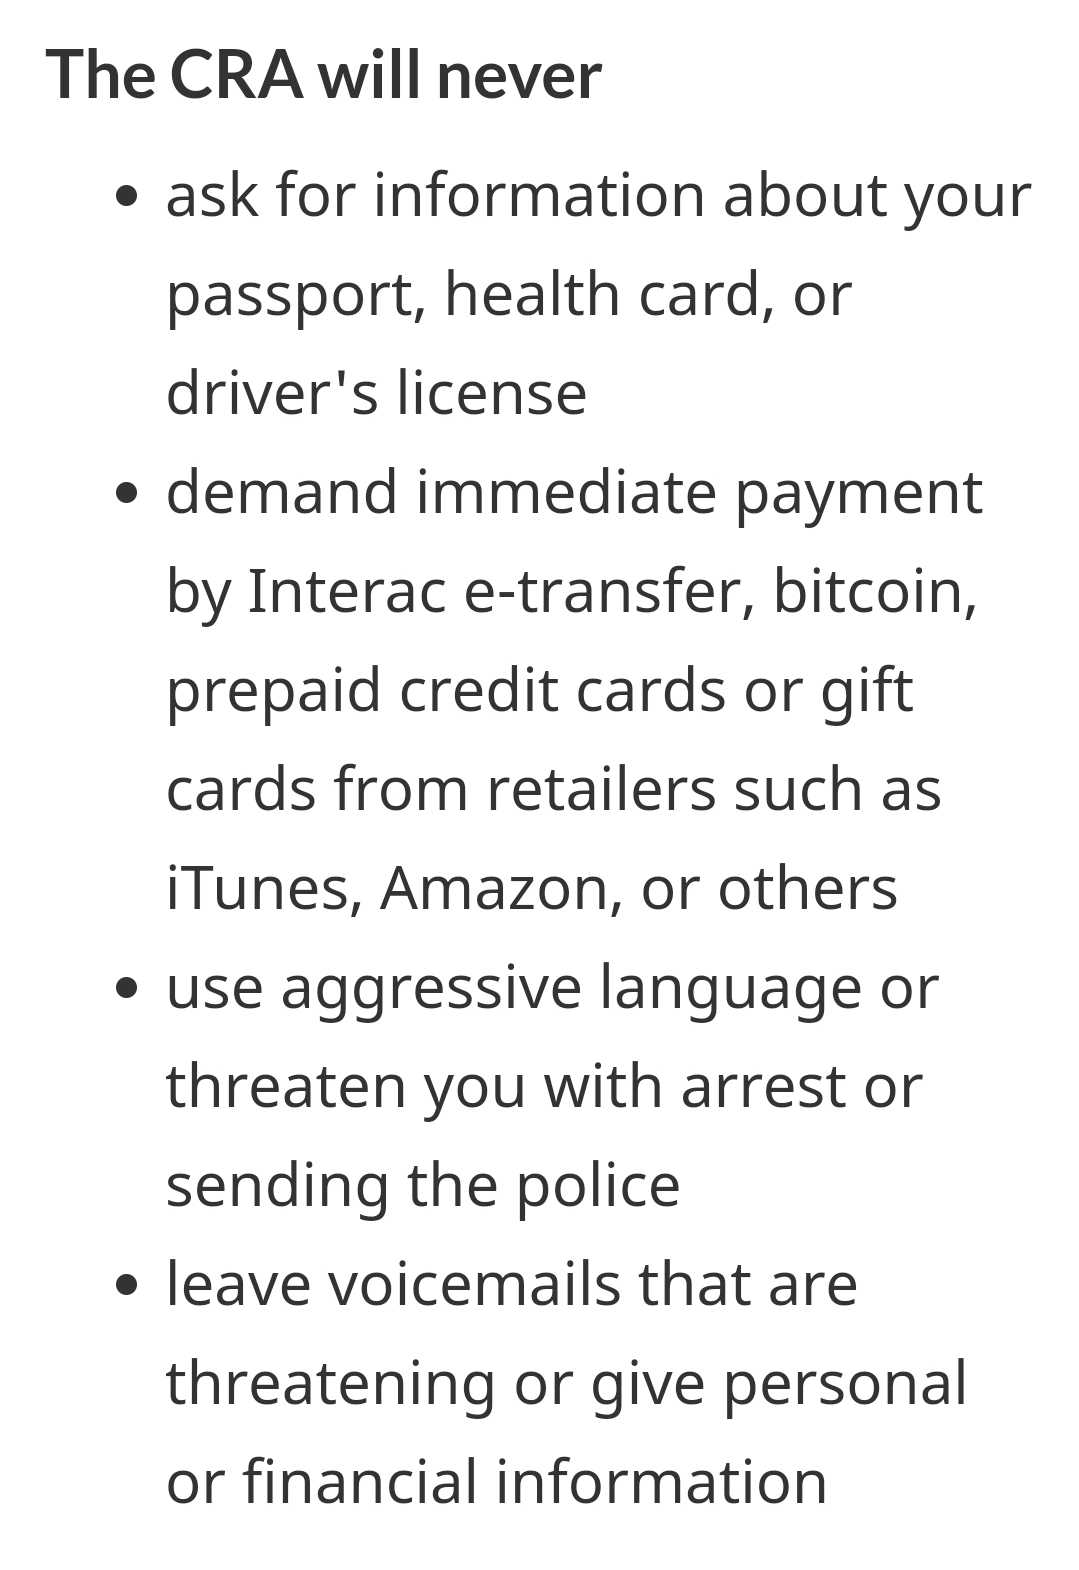 The CRA will never
• ask for information about your
passport, health card, or
driver's license
• demand immediate payment
by Interac e-transfer, bitcoin,
prepaid credit cards or gift
cards from retailers such as
iTunes, Amazon, or others
• use aggressive language or
threaten you with arrest or
sending the police
• leave voicemails that are
threatening or give personal
or financial information